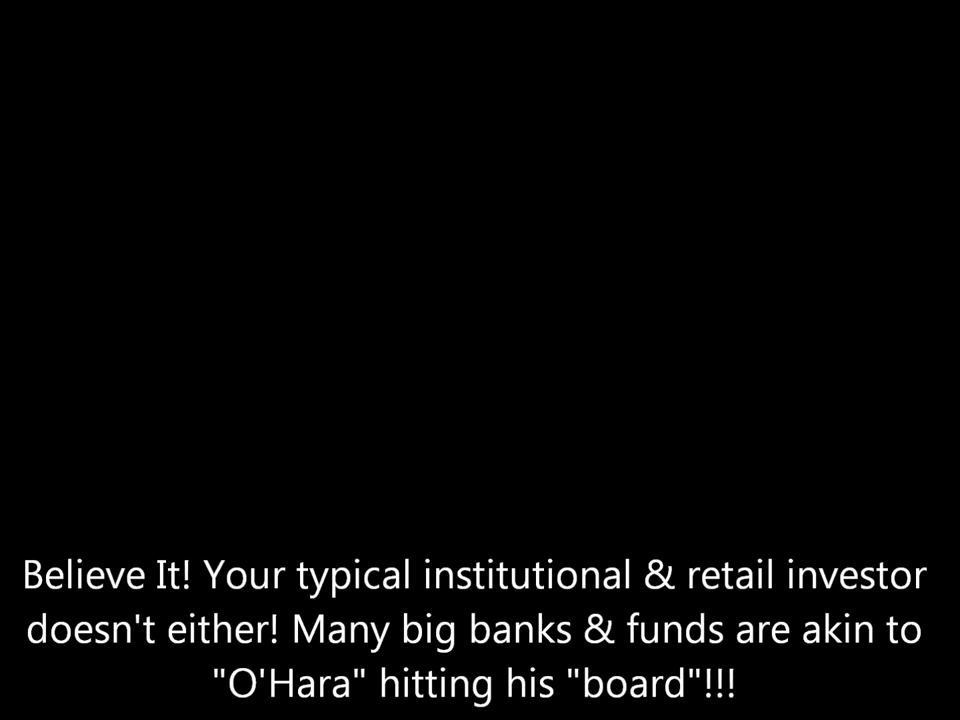 Believe It! Your typical institutional & retail investor
doesn't either! Many big banks & funds are akin to
"O'Hara" hitting his "board"!!!